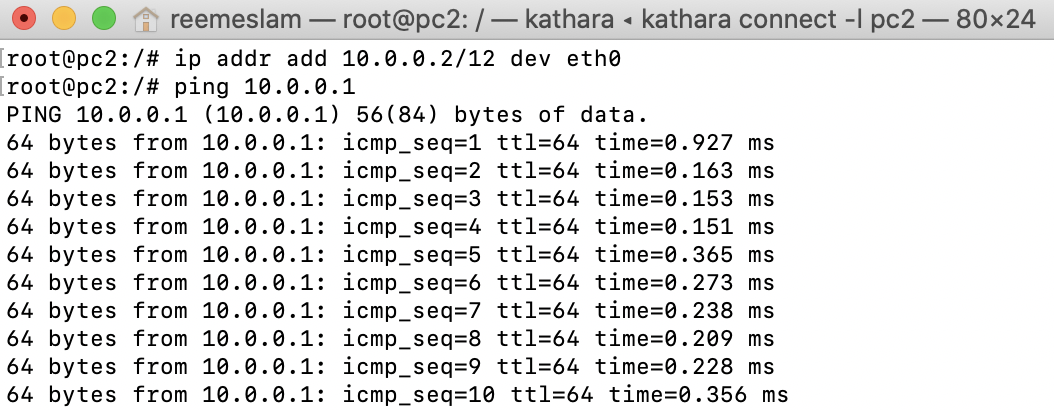 reemeslam — root@pc2: / — kathara ◂ kathara connect -l pc2 — 80×24
[root@pc2:/# ip addr add 10.0.0.2/12 dev eth0
[root@pc2:/# ping 10.0.0.1
PING 10.0.0.1 (10.0.0.1) 56(84) bytes of data.
64 bytes from 10.0.0.1: icmp_seq=1 ttl=64 time=0.927 ms
64 bytes from 10.0.0.1: icmp_seq=2 ttl=64 time=0.163 ms
64 bytes from 10.0.0.1: icmp_seq=3 ttl=64 time=0.153 ms
64 bytes from 10.0.0.1: icmp_seq=4 ttl=64 time=0.151 ms
64 bytes from 10.0.0.1: icmp_seq=5 ttl=64 time=0.365 ms
64 bytes from 10.0.0.1: icmp_seq=6 ttl=64 time=0.273 ms
64 bytes from 10.0.0.1: icmp_seq=7 ttl=64 time=0.238 ms
64 bytes from 10.0.0.1: icmp_seq=8 ttl=64 time=0.209 ms
64 bytes from 10.0.0.1: icmp_seq=9 ttl=64 time=0.228 ms
64 bytes from 10.0.0.1: icmp_seq=10 ttl=64 time=0.356 ms